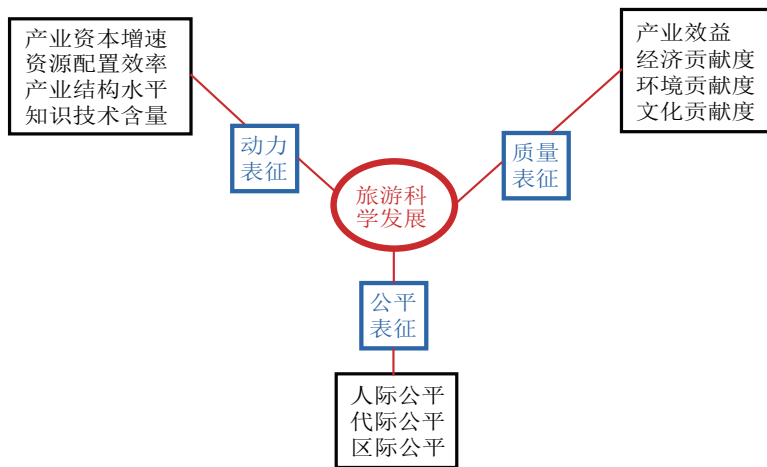 产业资本增速
资源配置效率
产业结构水平
知识技术含量
产业效益
经济贡献度
环境贡献度
文化贡献度
动力
表征
质量
表征
旅游科
学发展
公平
表征
人际公平
代际公平
区际公平